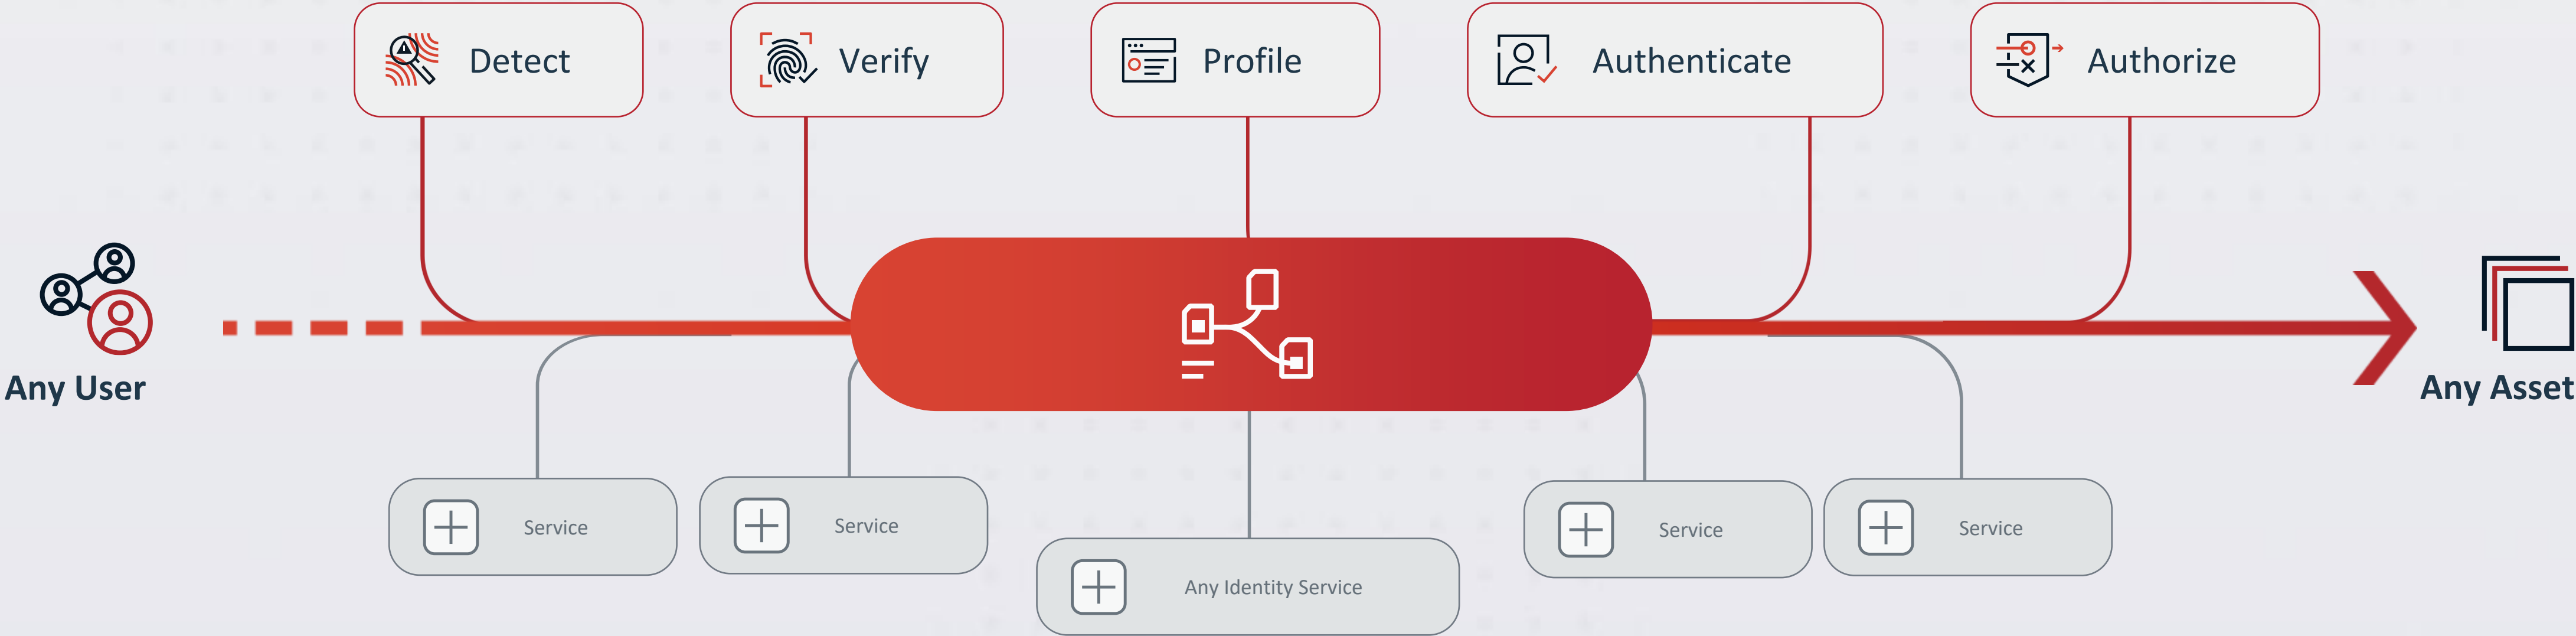 Detect
Verify
Profile
Authenticate
Authorize
Any User
Any Asset
Service
Service
Any Identity Service
Service
Service